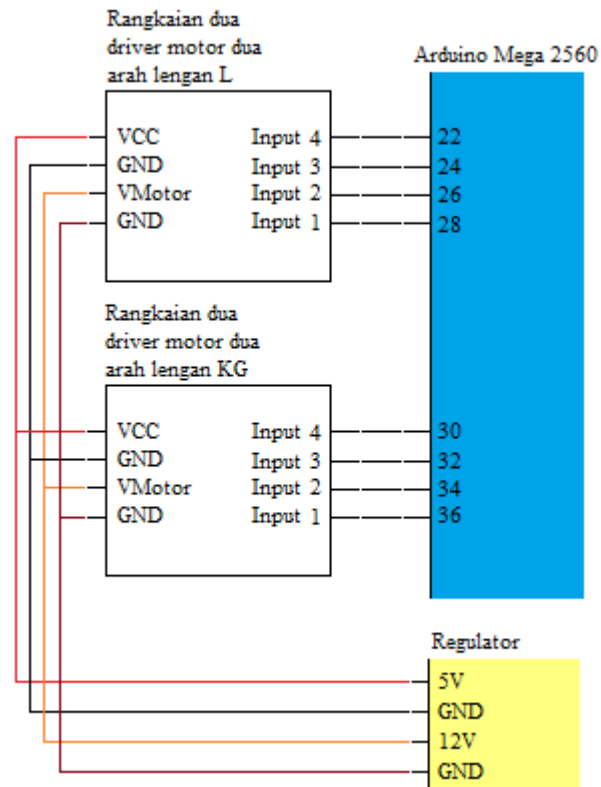 Rangkaian dua
driver motor dua
arah lengan L
Arduino Mega 2560
VCC Input 4 22
GND Input 3 24
VMotor Input 2 26
GND Input 1 28
Rangkaian dua
driver motor dua
arah lengan KG
VCC Input 4 30
GND Input 3 32
VMotor Input 2 34
GND Input 1 36
Regulator
5V
GND
12V
GND